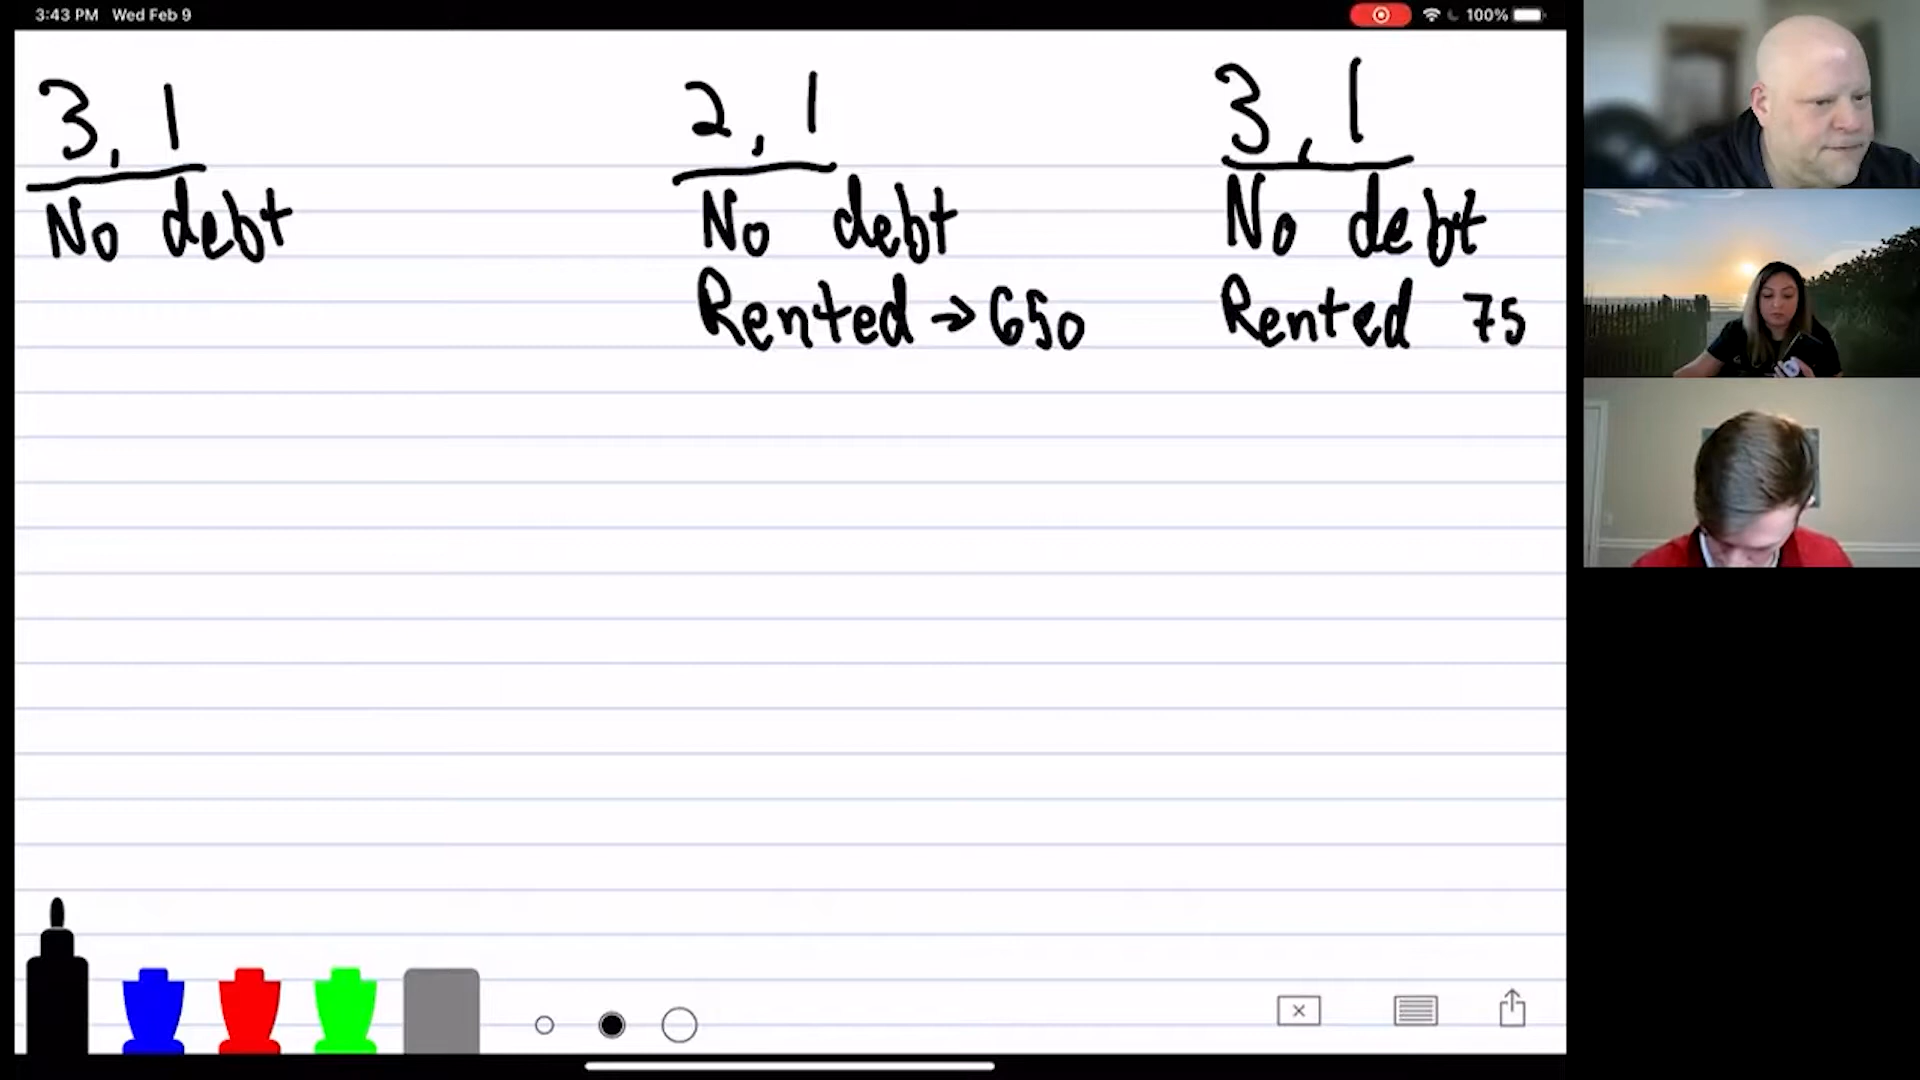 3:43 PM Wed Feb 9
100%
3, 1
No debt
2, 1
No debt
Rented → 650
3, 1
No debt
Rented 75